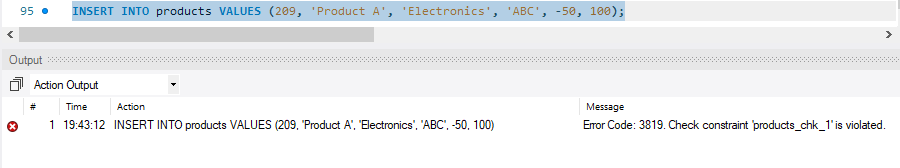 95 INSERT INTO products VALUES (209, 'Product A', 'Electronics', 'ABC', -50, 100);
Output
Action Output
# Time Action Message
1 19:43:12 INSERT INTO products VALUES (209, 'Product A', 'Electronics', 'ABC', -50, 100) Error Code: 3819. Check constraint 'products_chk_1' is violated.